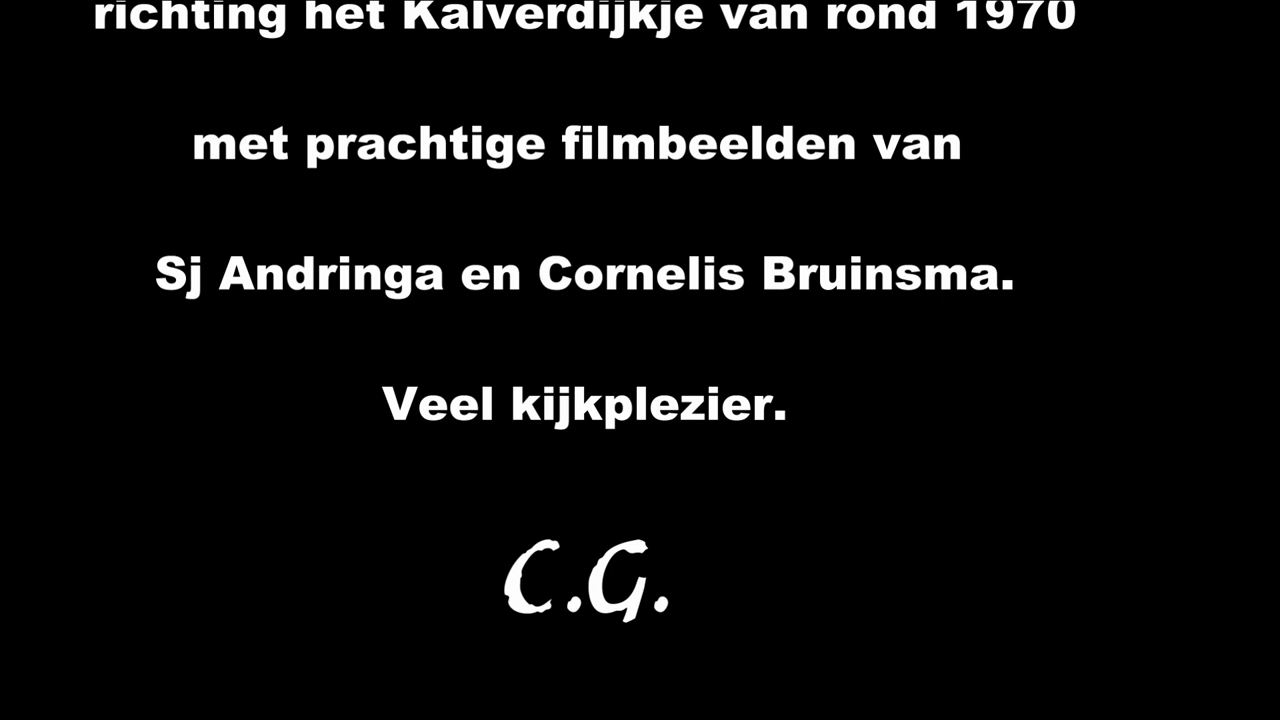 richting het Kalverdijkje van rond 1970
met prachtige filmbeelden van
Sj Andringa en Cornelis Bruinsma.
Veel kijkplezier.
C.G.